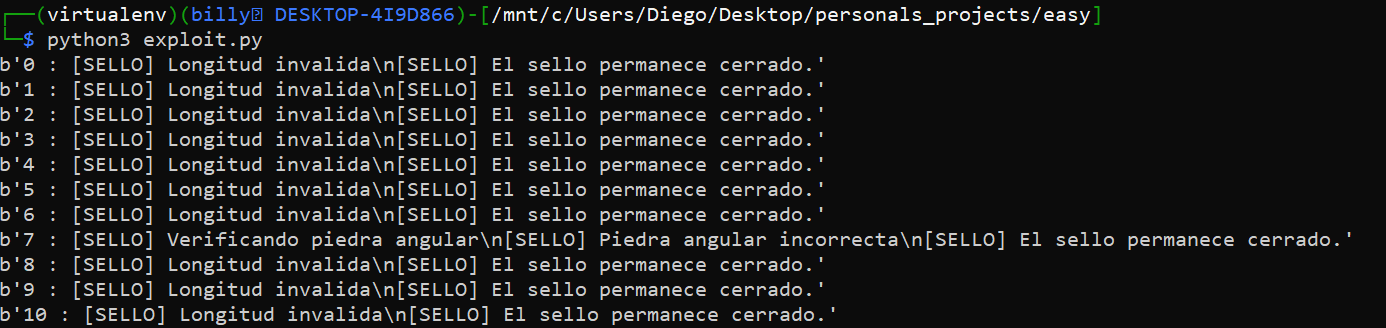 ┌──(virtualenv)(billy㉿ DESKTOP-4I9D866)-[/mnt/c/Users/Diego/Desktop/personals_projects/easy]
└─$ python3 exploit.py
b'0 : [SELLO] Longitud invalida\n[SELLO] El sello permanece cerrado.'
b'1 : [SELLO] Longitud invalida\n[SELLO] El sello permanece cerrado.'
b'2 : [SELLO] Longitud invalida\n[SELLO] El sello permanece cerrado.'
b'3 : [SELLO] Longitud invalida\n[SELLO] El sello permanece cerrado.'
b'4 : [SELLO] Longitud invalida\n[SELLO] El sello permanece cerrado.'
b'5 : [SELLO] Longitud invalida\n[SELLO] El sello permanece cerrado.'
b'6 : [SELLO] Longitud invalida\n[SELLO] El sello permanece cerrado.'
b'7 : [SELLO] Verificando piedra angular\n[SELLO] Piedra angular incorrecta\n[SELLO] El sello permanece cerrado.'
b'8 : [SELLO] Longitud invalida\n[SELLO] El sello permanece cerrado.'
b'9 : [SELLO] Longitud invalida\n[SELLO] El sello permanece cerrado.'
b'10 : [SELLO] Longitud invalida\n[SELLO] El sello permanece cerrado.'